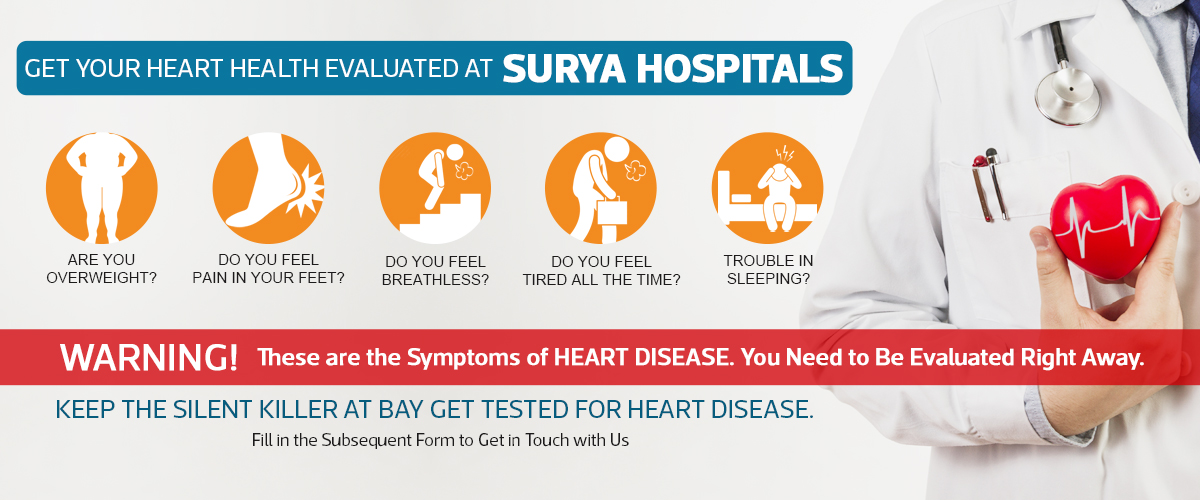 GET YOUR HEART HEALTH EVALUATED AT SURYA HOSPITALS
ARE YOU
OVERWEIGHT?
DO YOU FEEL
PAIN IN YOUR FEET?
DO YOU FEEL
BREATHLESS?
DO YOU FEEL
TIRED ALL THE TIME?
TROUBLE IN
SLEEPING?
WARNING! These are the Symptoms of HEART DISEASE. You Need to Be Evaluated Right Away.
KEEP THE SILENT KILLER AT BAY GET TESTED FOR HEART DISEASE.
Fill in the Subsequent Form to Get in Touch with Us